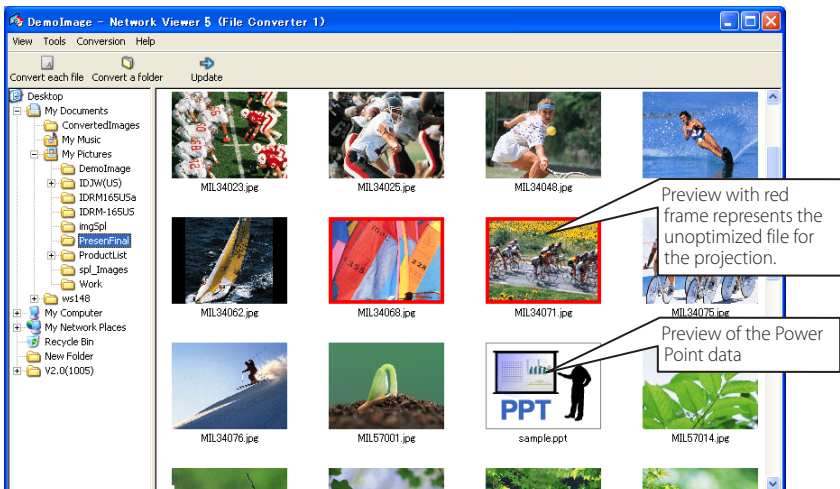 DemoImage - Network Viewer 5 (File Converter 1)
View Tools Conversion Help
Convert each file Convert a folder Update
Desktop
My Documents
ConvertedImages
My Music
My Pictures
DemoImage
IDJW(US)
IDRM165USa
IDRM-165US
imgSpl
PresenFinal
ProductList
spl_Images
Work
ws148
My Computer
My Network Places
Recycle Bin
New Folder
V2.0(1005)
MIL34023.jpg MIL34025.jpg MIL34048.jpg
Preview with red
frame represents the
unoptimized file for
the projection.
MIL34062.jpg MIL34068.jpg MIL34071.jpg MIL34075.jpg
Preview of the Power
Point data
PPT
MIL34076.jpg MIL57001.jpg sample.ppt MIL57014.jpg